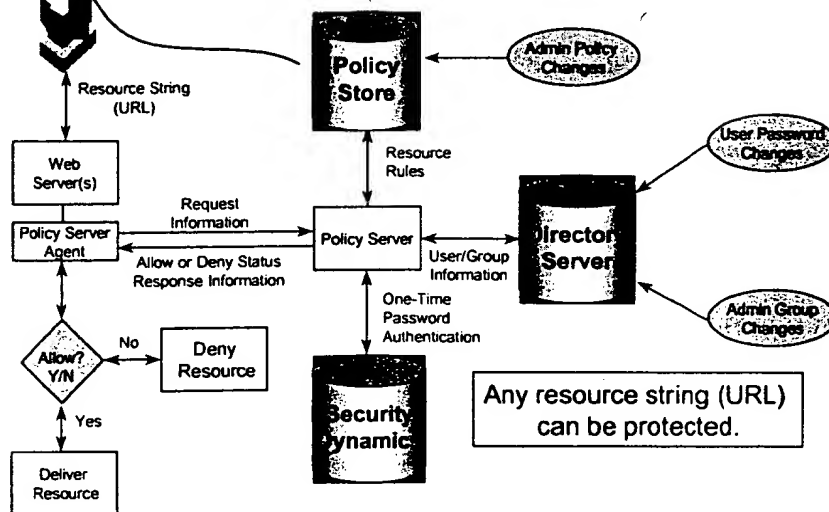 Policy
Store
Admin Policy
Changes
Resource String
(URL)
Web
Server(s)
Resource
Rules
User Password
Changes
Request
Information
Policy Server
Agent
Policy Server
Allow or Deny Status
Response Information
User/Group
Information
Director
Server
One-Time
Password
Authentication
Admin Group
Changes
Allow?
Y/N
No
Deny
Resource
Yes
Security
Dynamic
Any resource string (URL)
can be protected.
Deliver
Resource